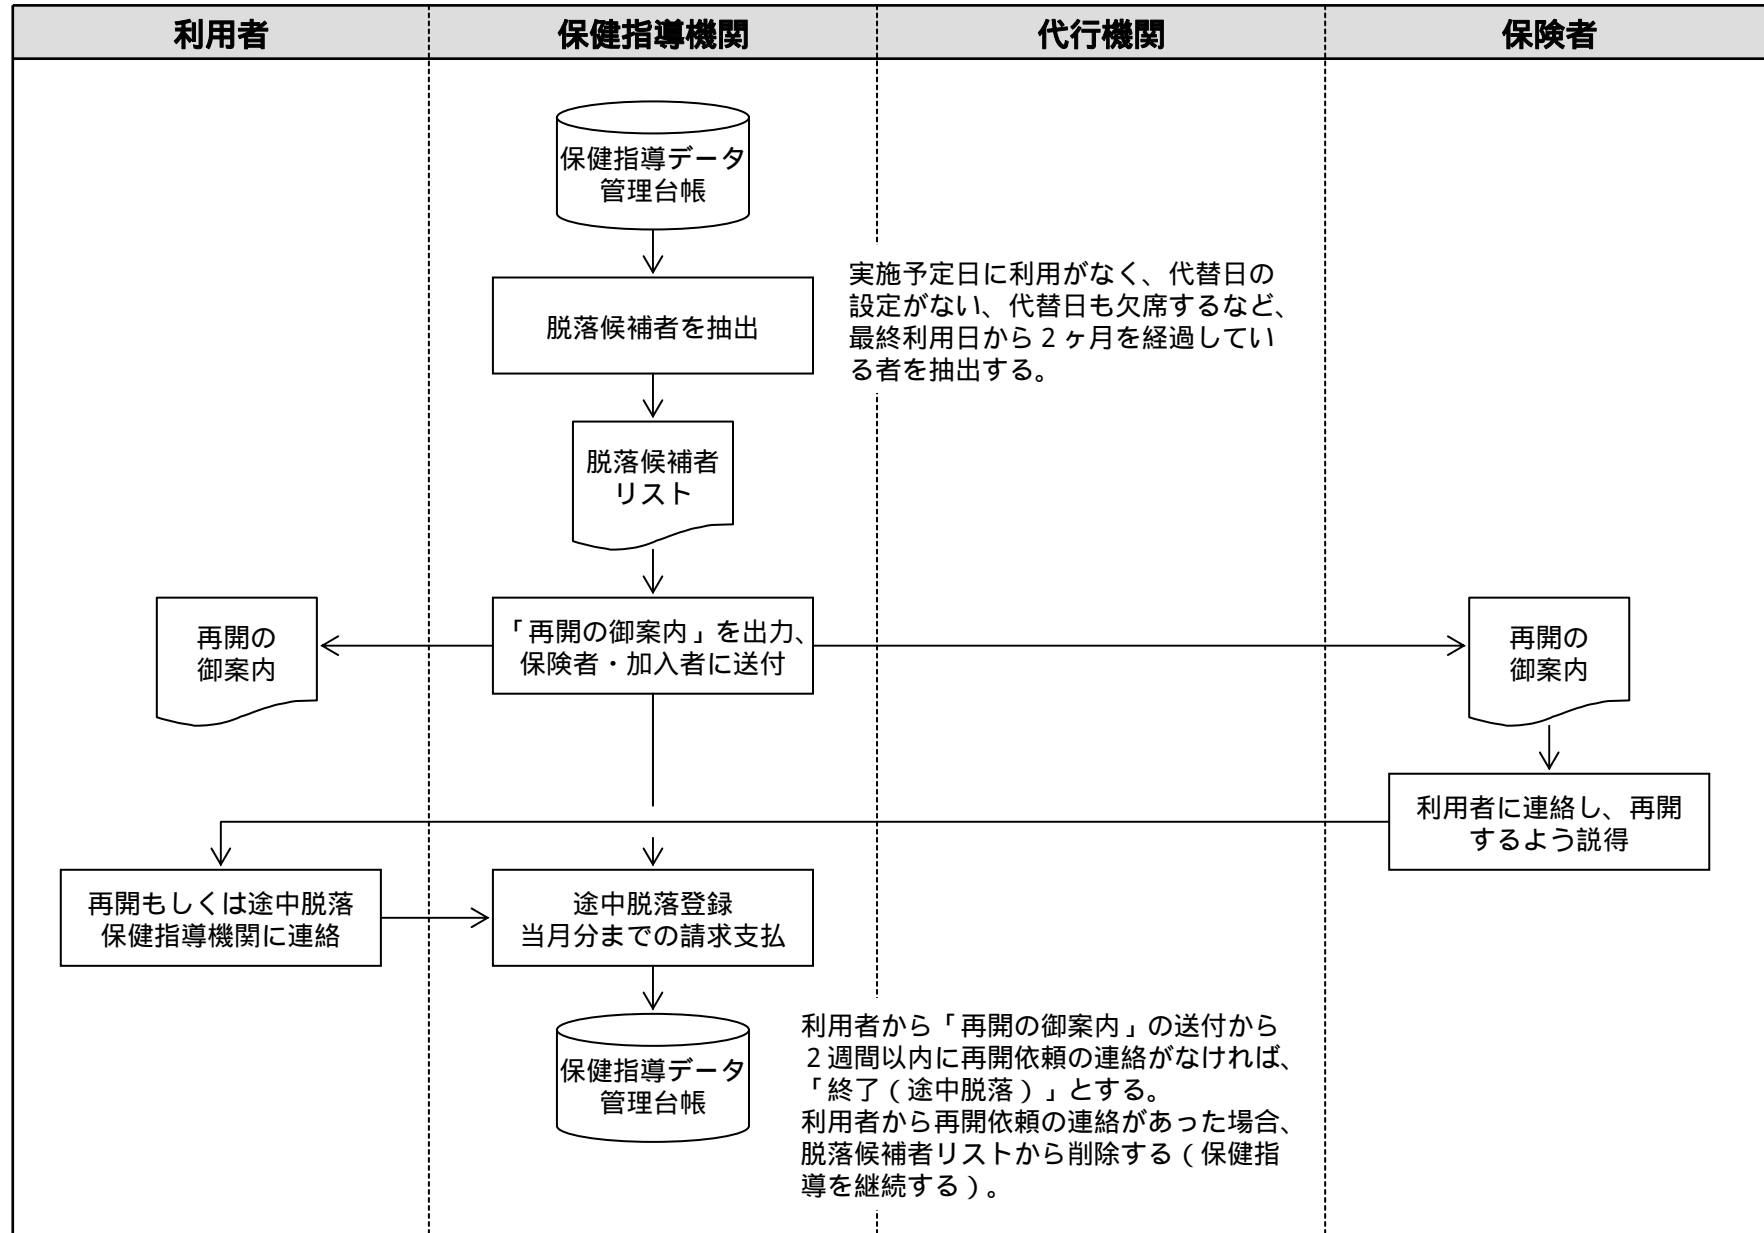 利用者
保健指導機関
代行機関
保険者
保健指導データ
管理台帳
脱落候補者を抽出
実施予定日に利用がなく、代替日の
設定がない、代替日も欠席するなど、
最終利用日から2ヶ月を経過してい
る者を抽出する。
脱落候補者
リスト
再開の
御案内
「再開の御案内」を出力、
保険者・加入者に送付
再開の
御案内
利用者に連絡し、再開
するよう説得
再開もしくは途中脱落
保健指導機関に連絡
途中脱落登録
当月分までの請求支払
保健指導データ
管理台帳
利用者から「再開の御案内」の送付から
2週間以内に再開依頼の連絡がなければ、
「終了(途中脱落)」とする。
利用者から再開依頼の連絡があった場合、
脱落候補者リストから削除する(保健指
導を継続する)。